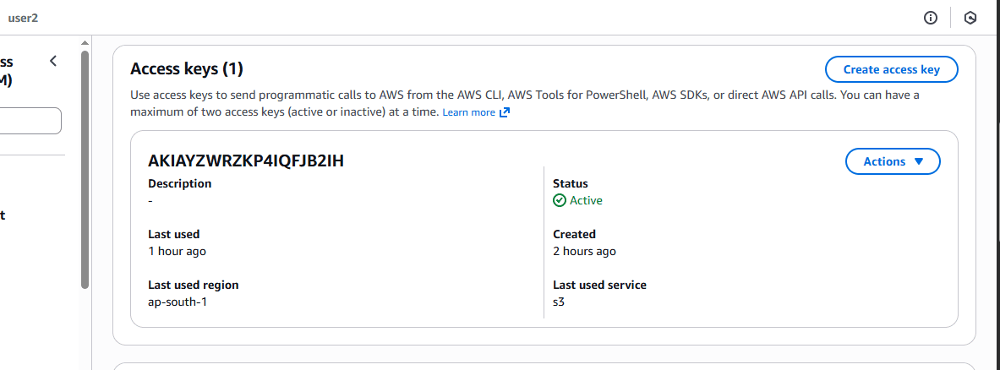 user2
ss
M)
Access keys (1)
Create access key
Use access keys to send programmatic calls to AWS from the AWS CLI, AWS Tools for PowerShell, AWS SDKs, or direct AWS API calls. You can have a
maximum of two access keys (active or inactive) at a time. Learn more
AKIAYZWRZKP4IQFJB2IH
Actions
Description
-
Status
Active
Last used
1 hour ago
Created
2 hours ago
Last used region
ap-south-1
Last used service
s3
t